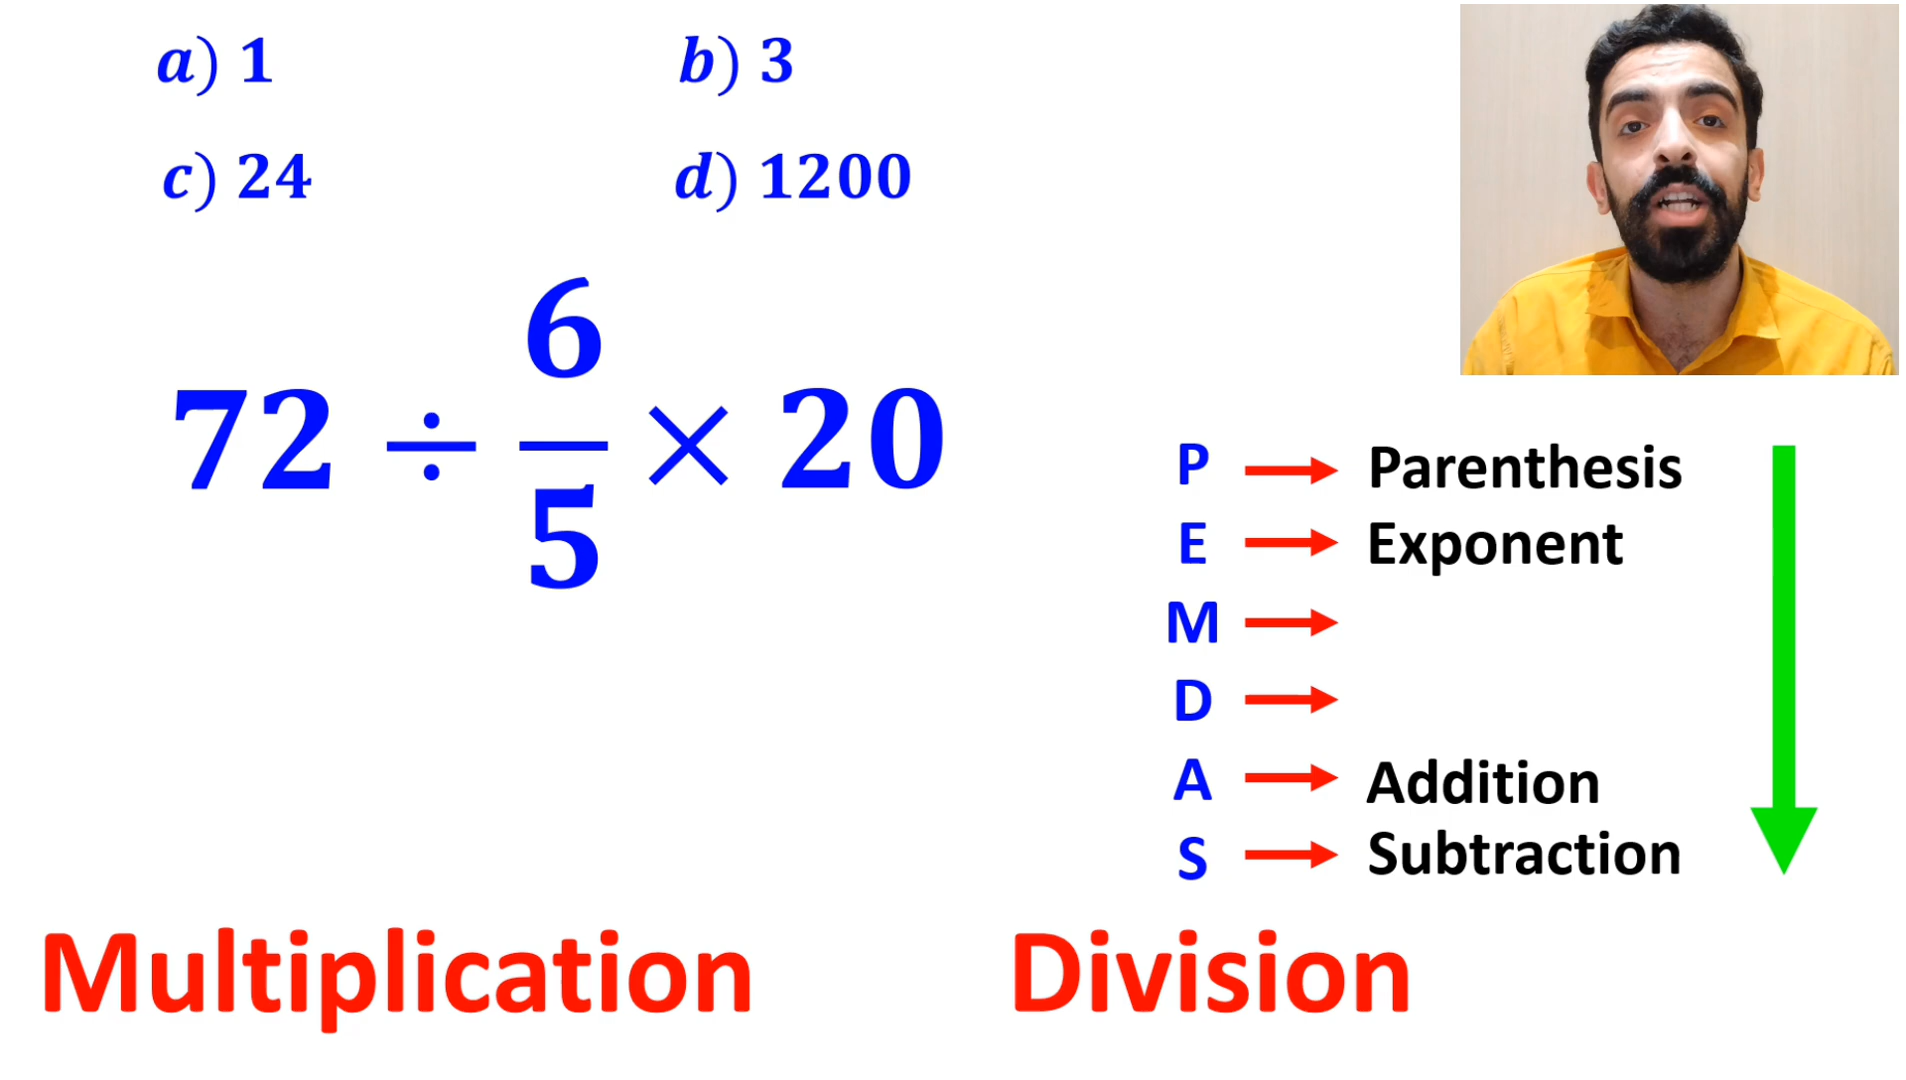 a) 1
b) 3
c) 24
d) 1200
72 ÷ 6/5 × 20
P → Parenthesis
E → Exponent
M →
D →
A → Addition
S → Subtraction
Multiplication
Division